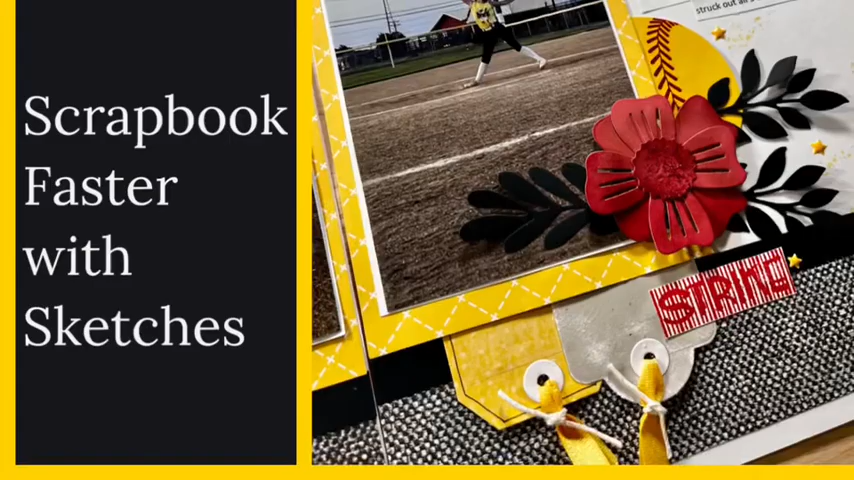 Scrapbook
Faster
with
Sketches
struck out all
STRIKE